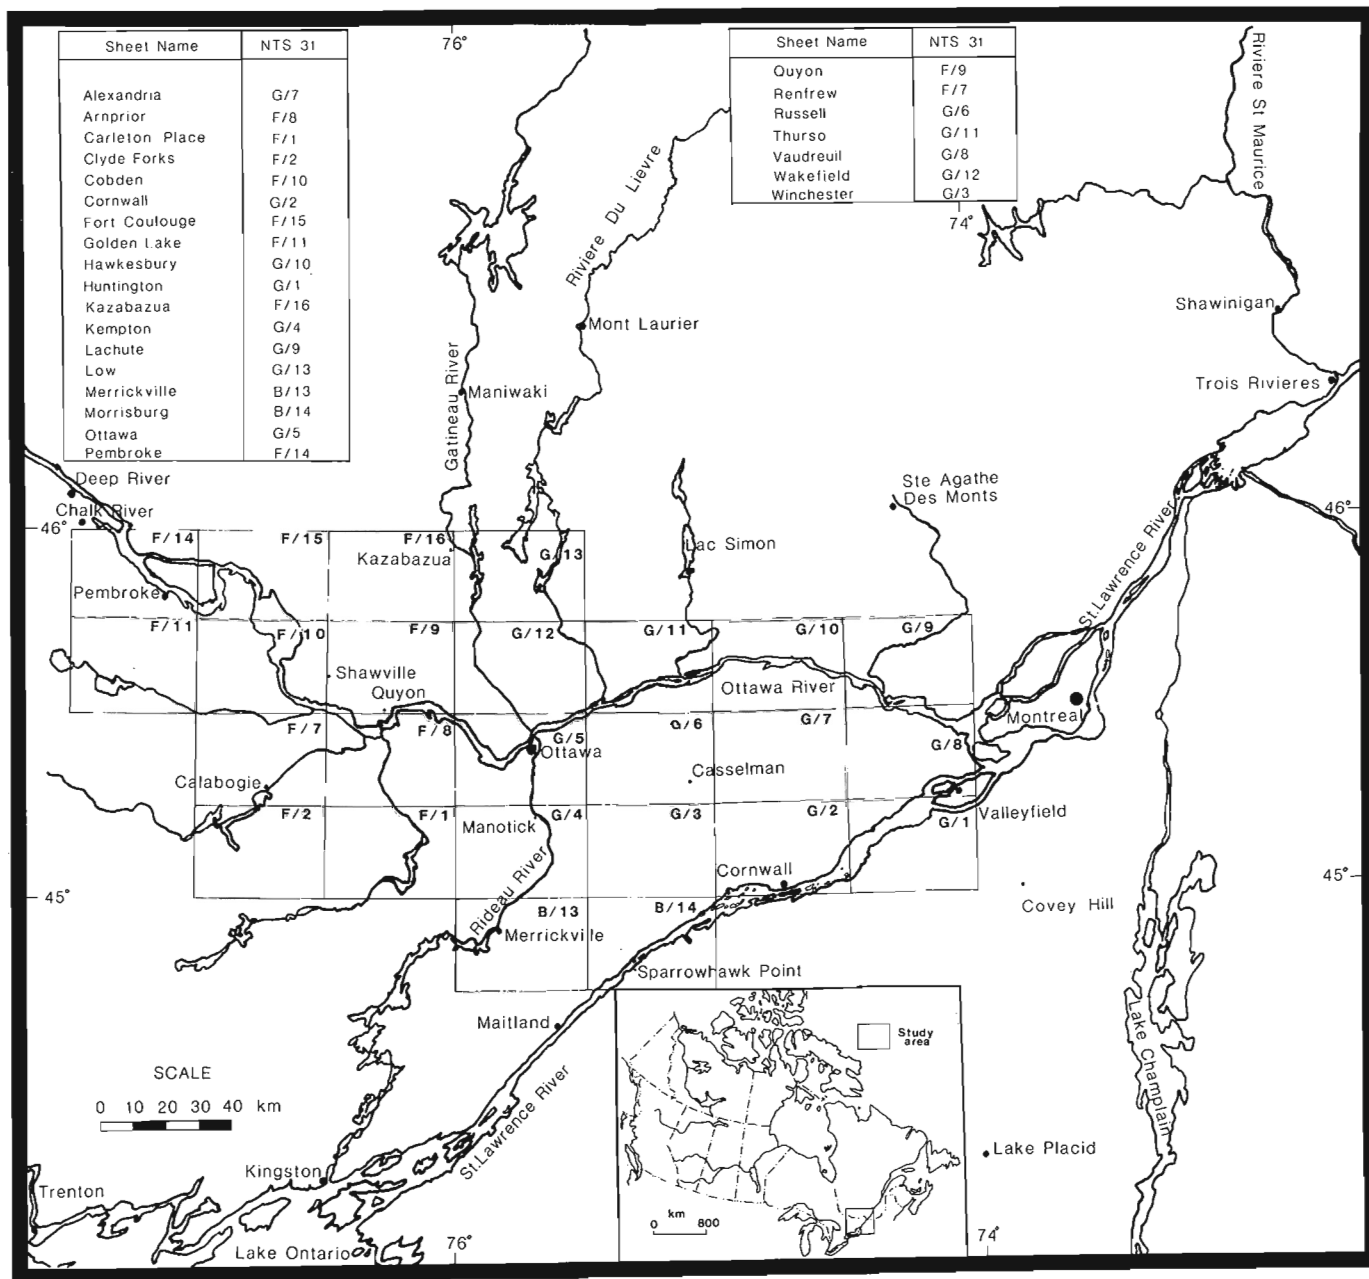 Sheet Name NTS 31
Alexandria G/7
Arnprior F/8
Carleton Place F/1
Clyde Forks F/2
Cobden F/10
Cornwall G/2
Fort Coulouge F/15
Golden Lake F/11
Hawkesbury G/10
Huntington G/1
Kazabazua F/16
Kempton G/4
Lachute G/9
Low G/13
Merrickville B/13
Morrisburg B/14
Ottawa G/5
Pembroke F/14
76°
Sheet Name NTS 31
Quyon F/9
Renfrew F/7
Russell G/6
Thurso G/11
Vaudreuil G/8
Wakefield G/12
Winchester G/3
74°
Riviere St Maurice
Riviere Du Lievre
Shawinigan
Mont Laurier
Trois Rivieres
Gatineau River
Maniwaki
Deep River
Chalk River
Ste Agathe
Des Monts
46°
46°
F/14
F/15
F/16
Kazabazua
G/13
Lac Simon
St. Lawrence River
Pembroke
F/11
F/10
F/9
G/12
G/11
G/10
G/9
Shawville
Quyon
Ottawa River
Montreal
F/7
F/8
G/5
G/6
G/7
G/8
Ottawa
Calabogie
Casselman
F/2
F/1
Manotick
G/4
G/3
G/2
G/1
Valleyfield
Cornwall
45°
45°
Rideau River
B/13
B/14
Covey Hill
Merrickville
Sparrowhawk Point
Maitland
Study
area
Lake Champlain
SCALE
0 10 20 30 40 km
St. Lawrence River
Kingston
Lake Placid
Trenton
km
0 800
Lake Ontario
76°
74°